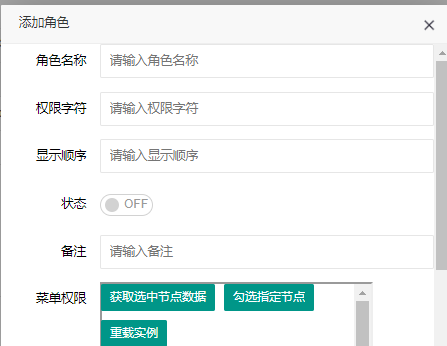 添加角色
角色名称 请输入角色名称
权限字符 请输入权限字符
显示顺序 请输入显示顺序
状态 OFF
备注 请输入备注
菜单权限 获取选中节点数据 勾选指定节点
重载实例